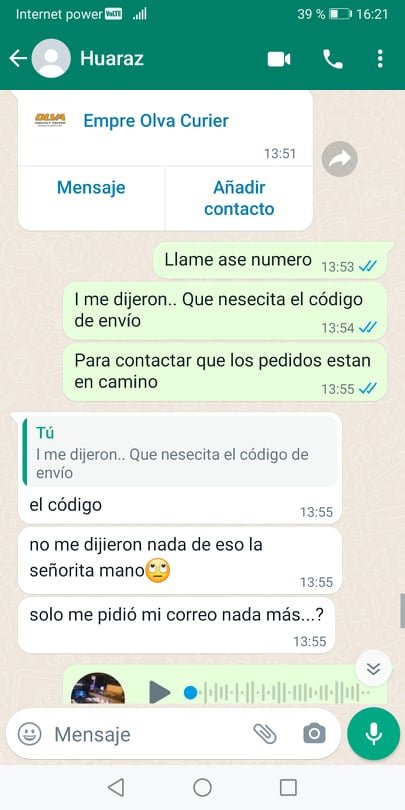 Internet power VoLTE 39 % 16:21
Huaraz
OLVA Empre Olva Curier
13:51
Mensaje Añadir
contacto
Llame ase numero 13:53
I me dijeron.. Que nesecita el código
de envío 13:54
Para contactar que los pedidos estan
en camino 13:55
Tú
I me dijeron.. Que nesecita el código de
envío
el código 13:55
no me dijieron nada de eso la
señorita mano🙄 13:55
solo me pidió mi correo nada más...?
13:55
Mensaje